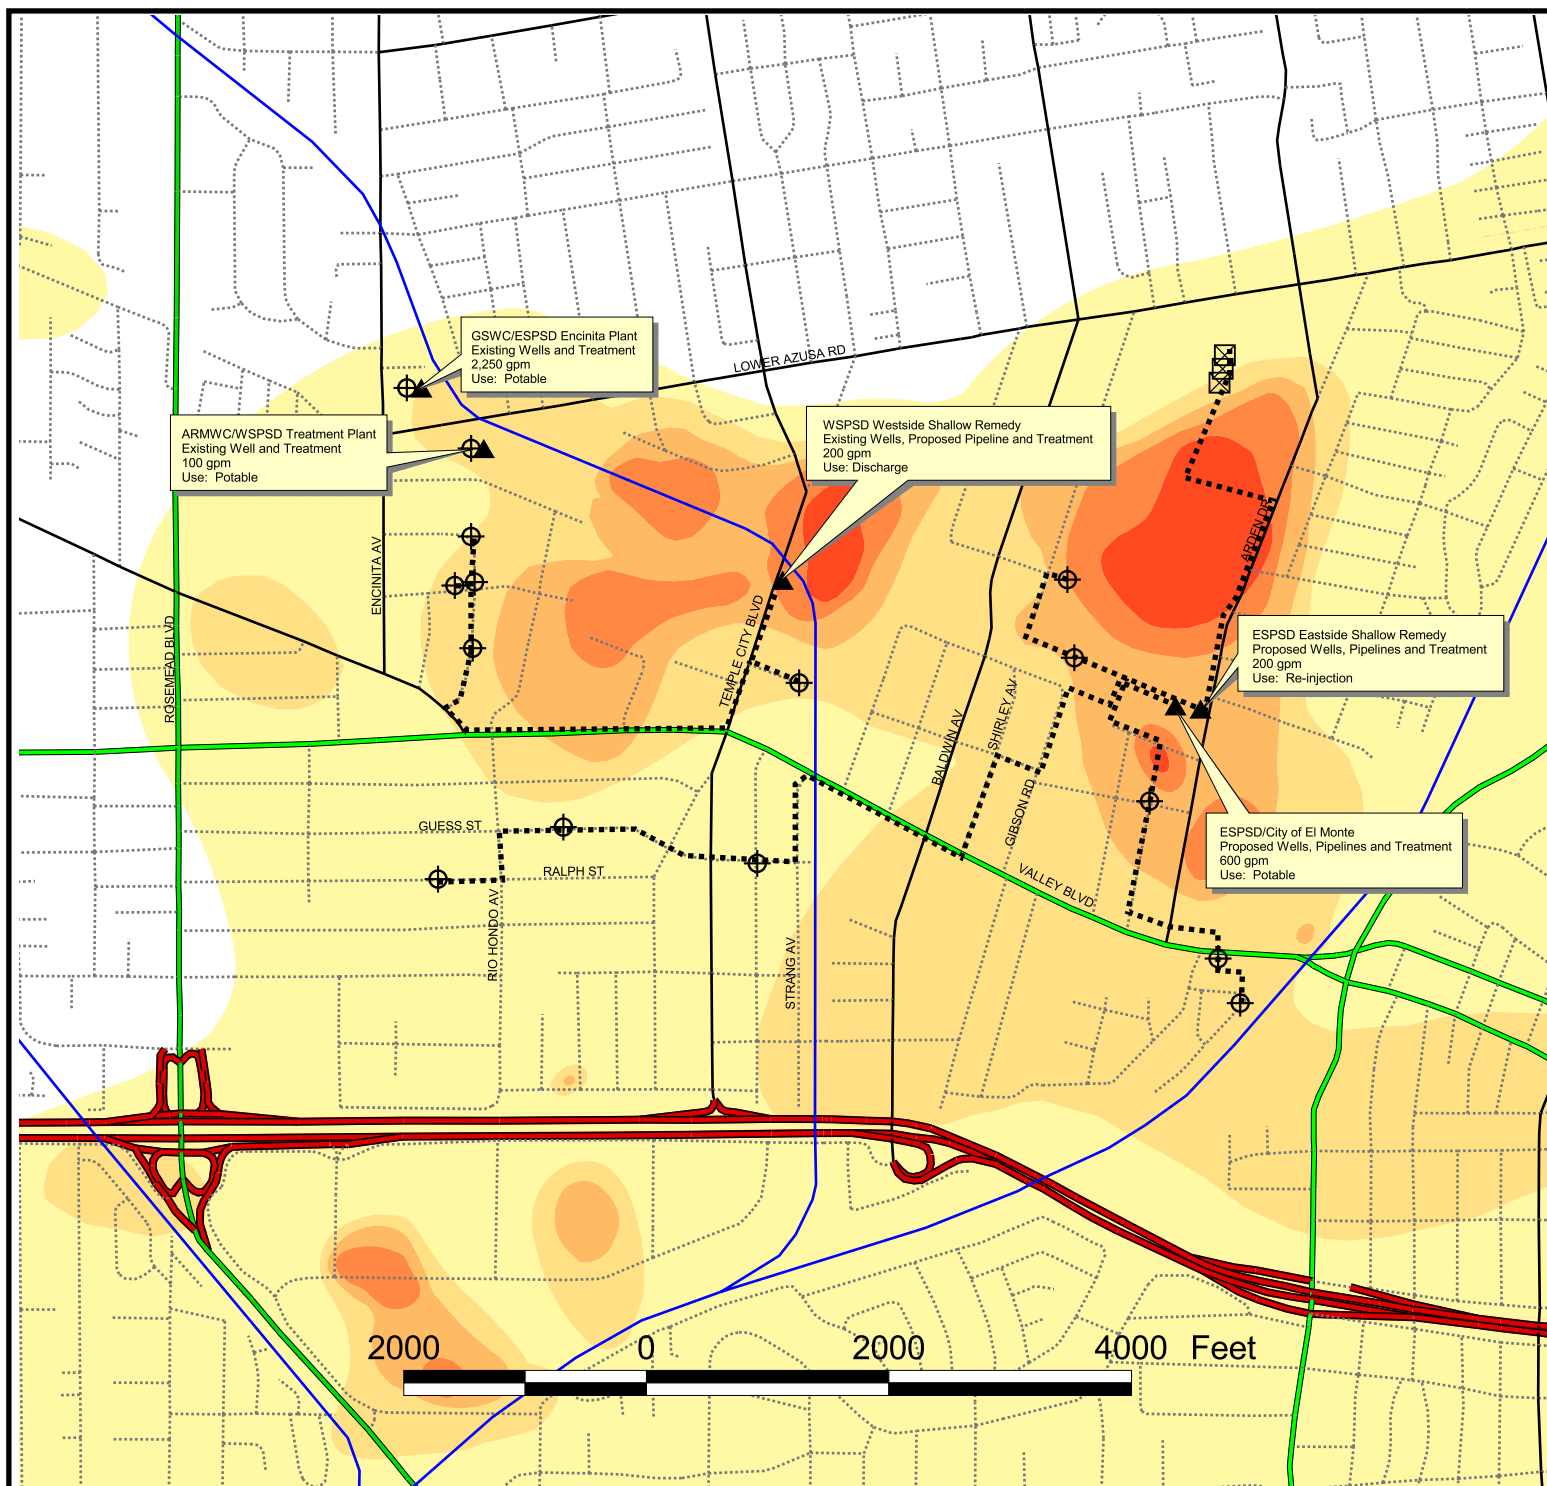 GSWC/ESPSD Encinita Plant
Existing Wells and Treatment
2,250 gpm
Use: Potable
LOWER AZUSA RD
ARMWC/WSPSD Treatment Plant
Existing Well and Treatment
100 gpm
Use: Potable
WSPSD Westside Shallow Remedy
Existing Wells, Proposed Pipeline and Treatment
200 gpm
Use: Discharge
ARDEN DR
ENCINITA AV
ROSEMEAD BLVD
TEMPLE CITY BLVD
ESPSD Eastside Shallow Remedy
Proposed Wells, Pipelines and Treatment
200 gpm
Use: Re-injection
SHIRLEY AV
BALDWIN AV
GIBSON RD
GUESS ST
ESPSD/City of El Monte
Proposed Wells, Pipelines and Treatment
600 gpm
Use: Potable
RALPH ST
VALLEY BLVD
RIO HONDO AV
STRANG AV
2000 0 2000 4000 Feet